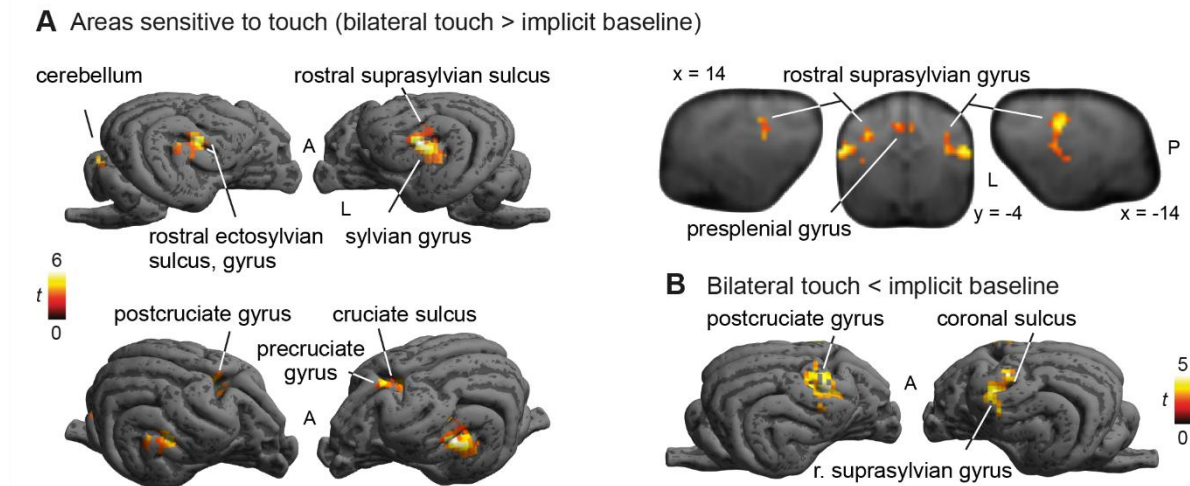 A Areas sensitive to touch (bilateral touch > implicit baseline)
cerebellum
rostral suprasylvian sulcus
A
L
rostral ectosylvian
sulcus, gyrus
sylvian gyrus
6
t
0
postcruciate gyrus
cruciate sulcus
precruciate
gyrus
A
x = 14
rostral suprasylvian gyrus
P
L
presplenial gyrus
y = -4
x = -14
B Bilateral touch < implicit baseline
postcruciate gyrus
coronal sulcus
A
5
t
0
r. suprasylvian gyrus